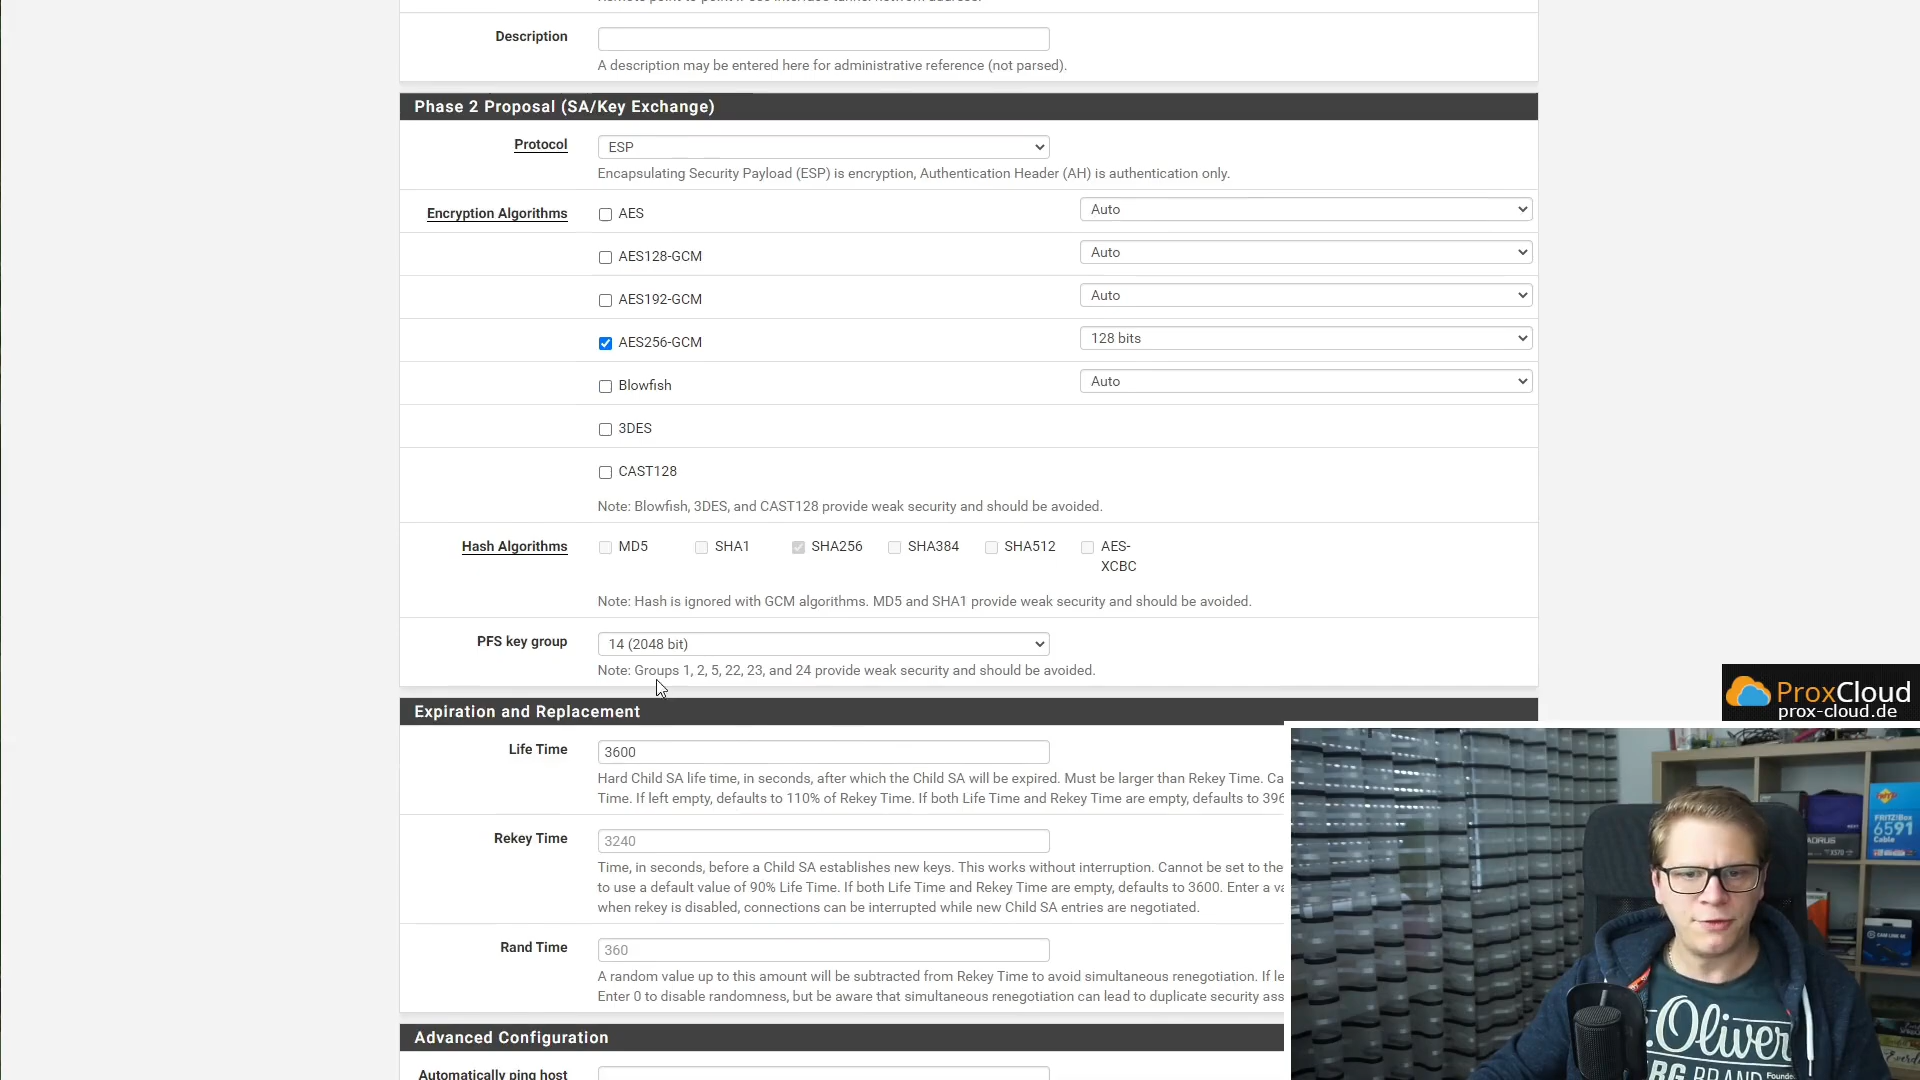 Description
A description may be entered here for administrative reference (not parsed).
Phase 2 Proposal (SA/Key Exchange)
Protocol
ESP
Encapsulating Security Payload (ESP) is encryption, Authentication Header (AH) is authentication only.
Encryption Algorithms
AES
Auto
AES128-GCM
Auto
AES192-GCM
Auto
AES256-GCM
128 bits
Blowfish
Auto
3DES
CAST128
Note: Blowfish, 3DES, and CAST128 provide weak security and should be avoided.
Hash Algorithms
MD5
SHA1
SHA256
SHA384
SHA512
AES-
XCBC
Note: Hash is ignored with GCM algorithms. MD5 and SHA1 provide weak security and should be avoided.
PFS key group
14 (2048 bit)
Note: Groups 1, 2, 5, 22, 23, and 24 provide weak security and should be avoided.
ProxCloud
prox-cloud.de
Expiration and Replacement
Life Time
3600
Hard Child SA life time, in seconds, after which the Child SA will be expired. Must be larger than Rekey Time. Ca
Time. If left empty, defaults to 110% of Rekey Time. If both Life Time and Rekey Time are empty, defaults to 396
Rekey Time
3240
Time, in seconds, before a Child SA establishes new keys. This works without interruption. Cannot be set to the
to use a default value of 90% Life Time. If both Life Time and Rekey Time are empty, defaults to 3600. Enter a va
when rekey is disabled, connections can be interrupted while new Child SA entries are negotiated.
Rand Time
360
A random value up to this amount will be subtracted from Rekey Time to avoid simultaneous renegotiation. If le
Enter 0 to disable randomness, but be aware that simultaneous renegotiation can lead to duplicate security ass
Advanced Configuration
Automatically ping host
FRITZ!Box
6591
Cable
Oliver
BRAND